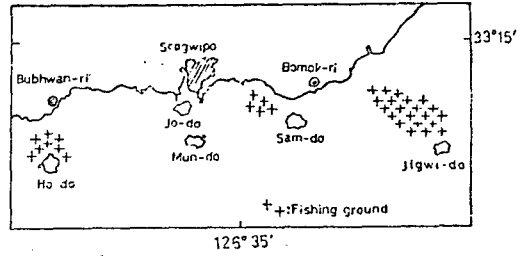 33°15′
Seogwipo
Bomok-ri
Bubhwan-ri
Jo-do
Mun-do
Sam-do
Jigwi-do
Ho do
++:Fishing ground
126°35′